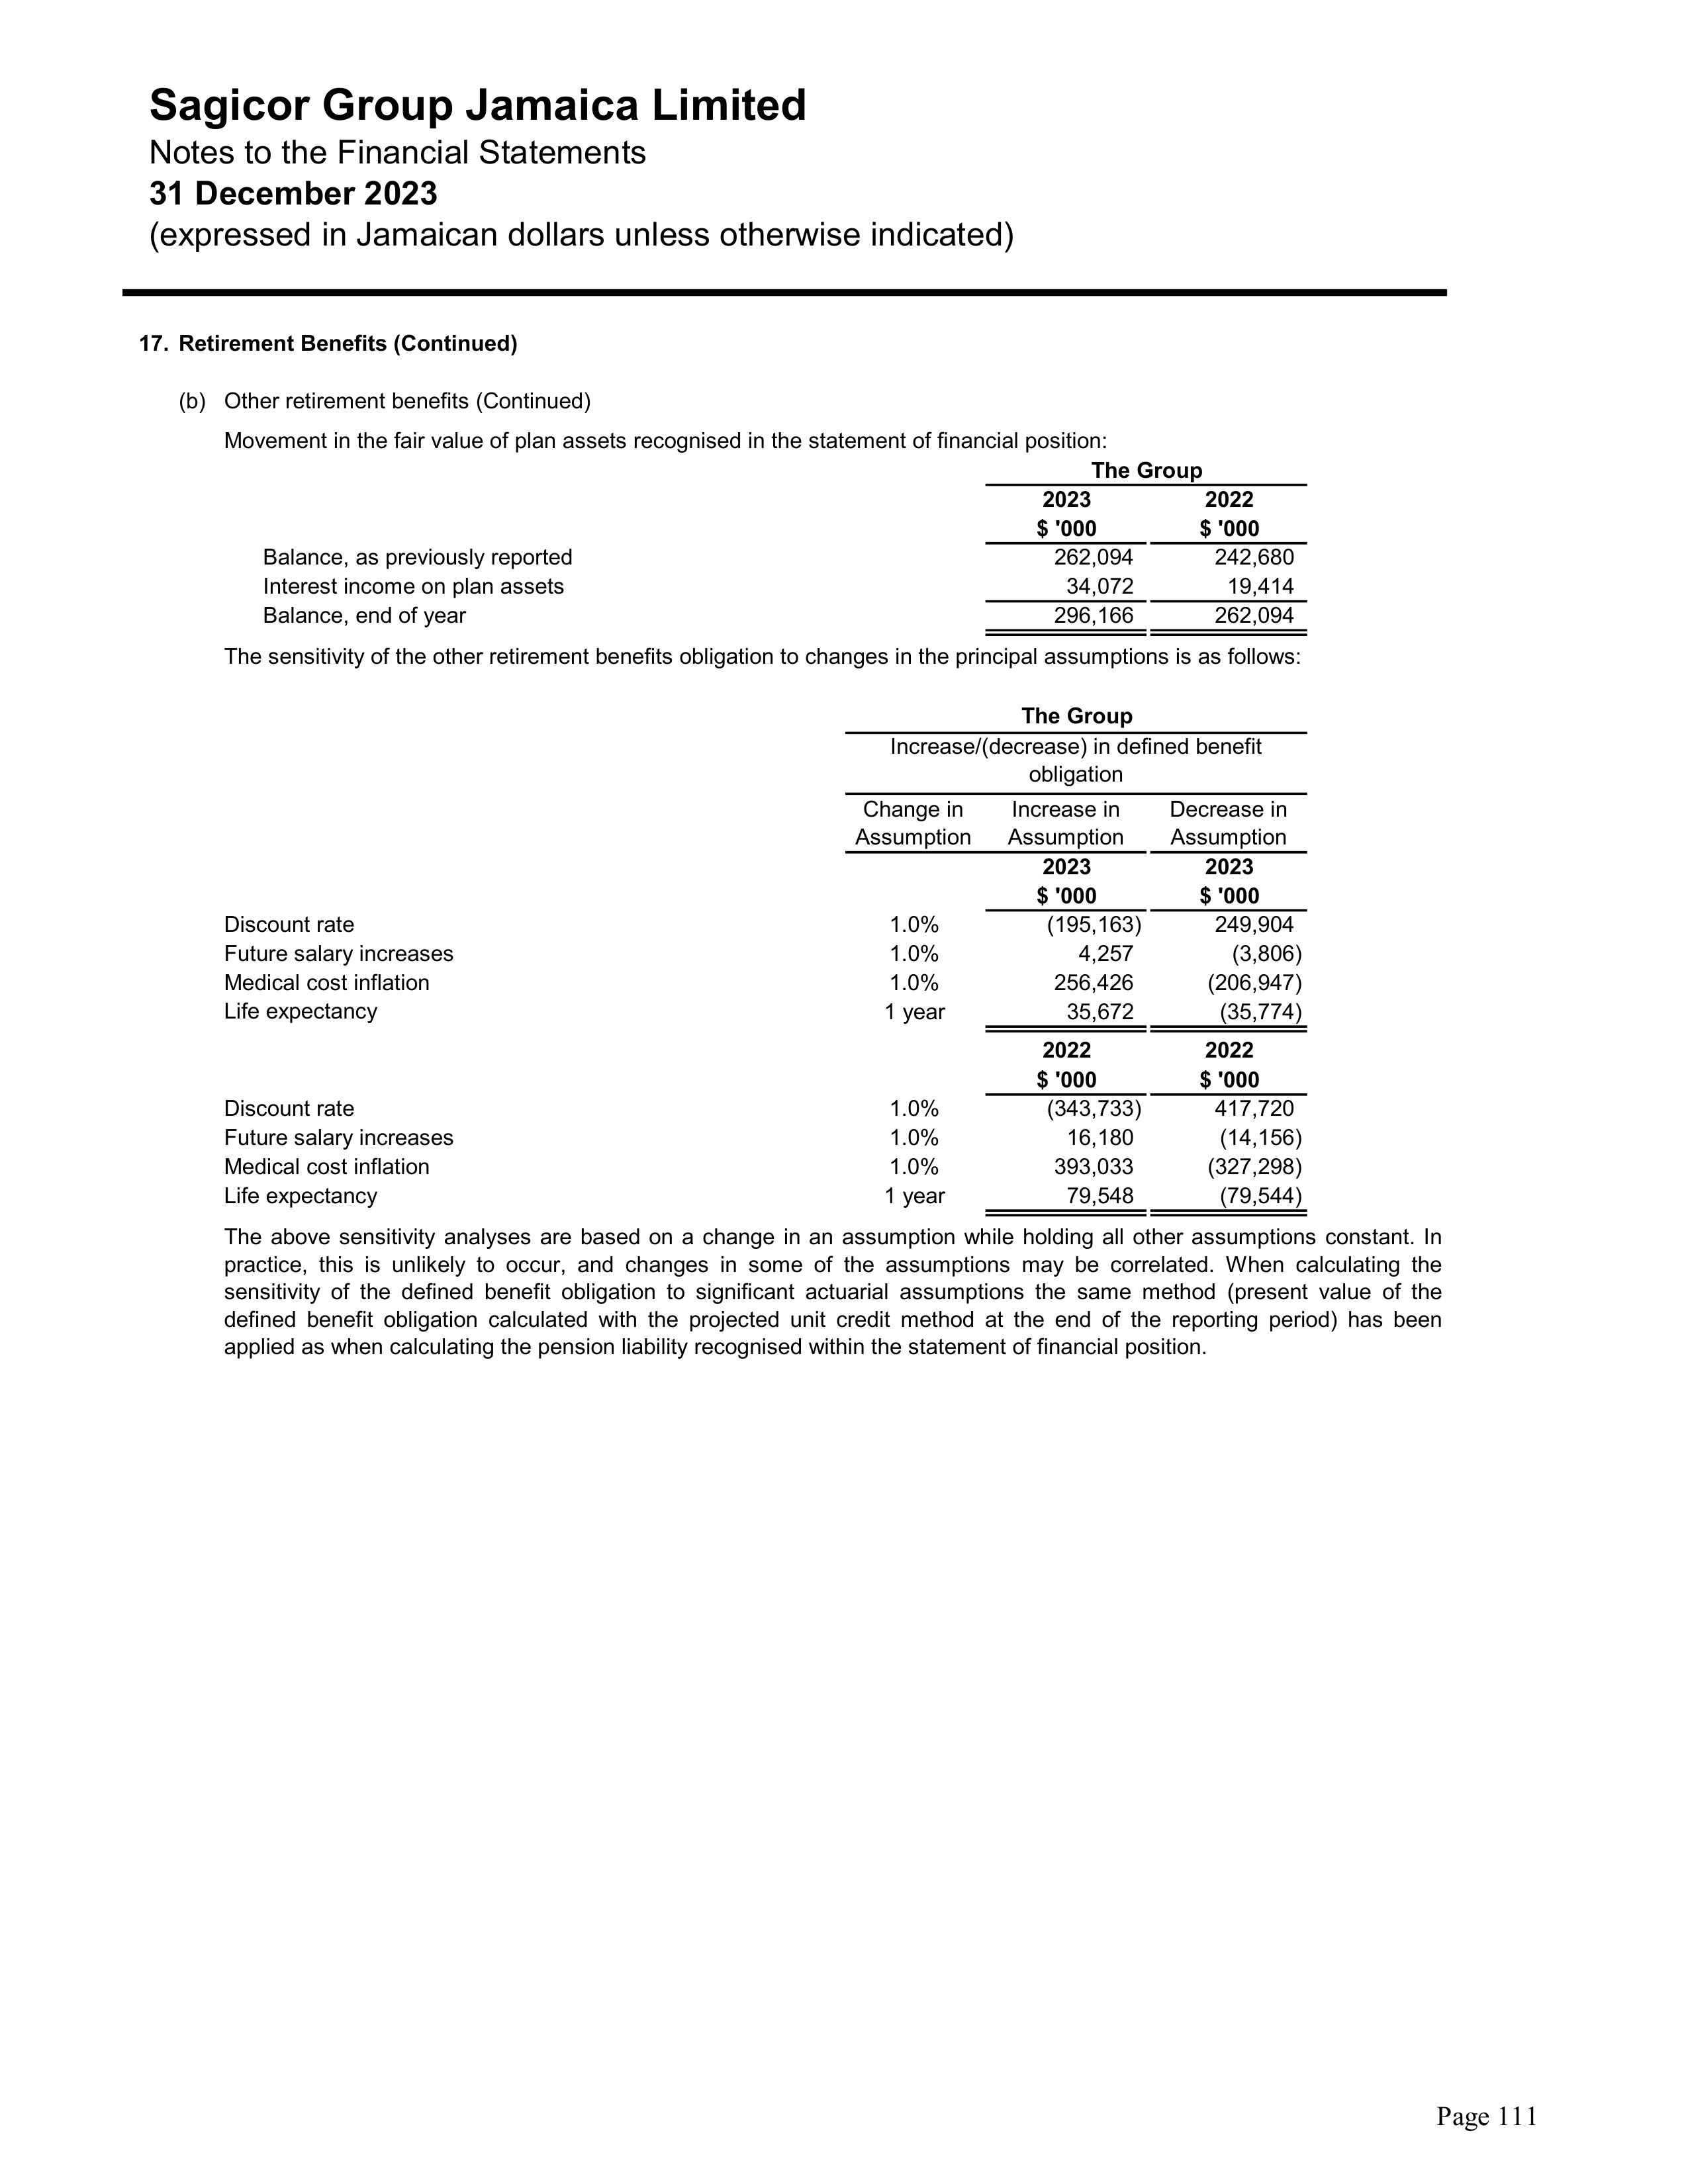 Sagicor Group Jamaica Limited
Notes to the Financial Statements
31 December 2023
(expressed in Jamaican dollars unless otherwise indicated)
17. Retirement Benefits (Continued)
(b) Other retirement benefits (Continued)
Movement in the fair value of plan assets recognised in the statement of financial position:
The Group
2023 2022
$ '000 $ '000
Balance, as previously reported 262,094 242,680
Interest income on plan assets 34,072 19,414
Balance, end of year 296,166 262,094
The sensitivity of the other retirement benefits obligation to changes in the principal assumptions is as follows:
The Group
Increase/(decrease) in defined benefit
obligation
Change in Increase in Decrease in
Assumption Assumption Assumption
2023 2023
$ '000 $ '000
Discount rate 1.0% (195,163) 249,904
Future salary increases 1.0% 4,257 (3,806)
Medical cost inflation 1.0% 256,426 (206,947)
Life expectancy 1 year 35,672 (35,774)
2022 2022
$ '000 $ '000
Discount rate 1.0% (343,733) 417,720
Future salary increases 1.0% 16,180 (14,156)
Medical cost inflation 1.0% 393,033 (327,298)
Life expectancy 1 year 79,548 (79,544)
The above sensitivity analyses are based on a change in an assumption while holding all other assumptions constant. In
practice, this is unlikely to occur, and changes in some of the assumptions may be correlated. When calculating the
sensitivity of the defined benefit obligation to significant actuarial assumptions the same method (present value of the
defined benefit obligation calculated with the projected unit credit method at the end of the reporting period) has been
applied as when calculating the pension liability recognised within the statement of financial position.
Page 111